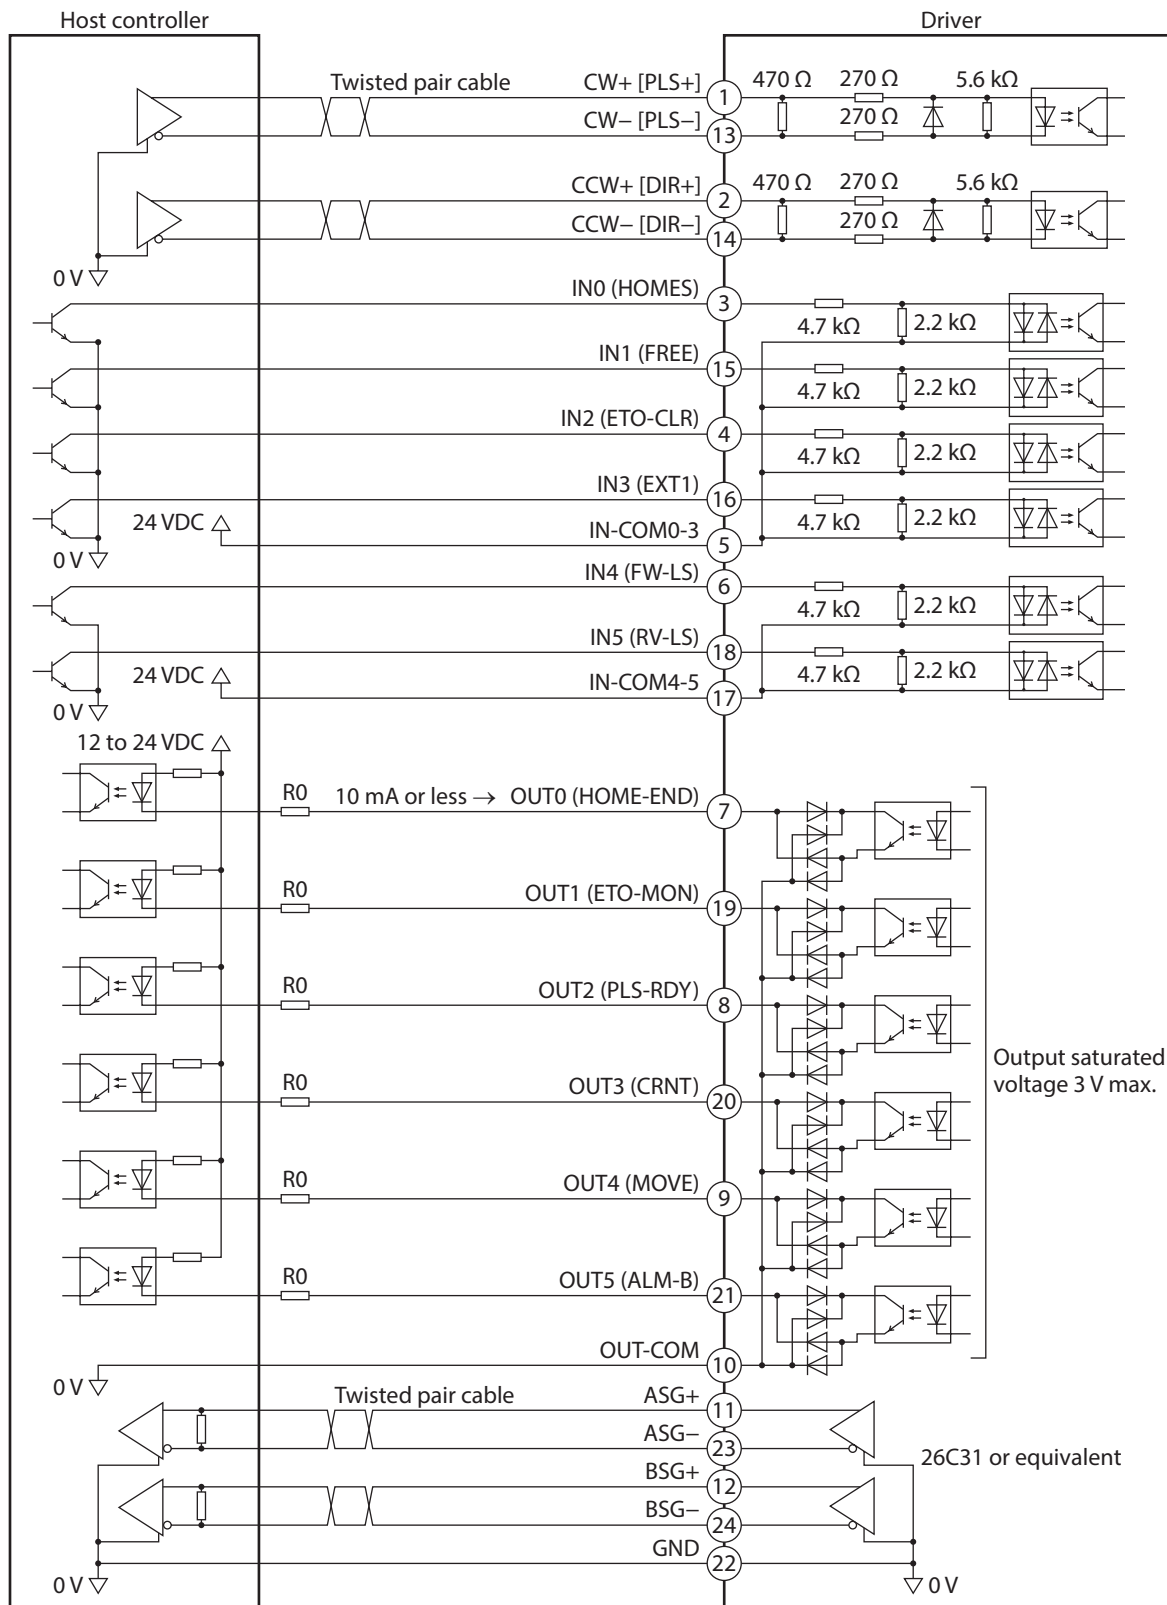 Host controller
Driver
Twisted pair cable
CW+ [PLS+]
1
470 Ω
270 Ω
5.6 kΩ
CW− [PLS−]
13
270 Ω
CCW+ [DIR+]
2
470 Ω
270 Ω
5.6 kΩ
CCW− [DIR−]
14
270 Ω
0 V
IN0 (HOMES)
3
4.7 kΩ
2.2 kΩ
IN1 (FREE)
15
4.7 kΩ
2.2 kΩ
IN2 (ETO-CLR)
4
4.7 kΩ
2.2 kΩ
IN3 (EXT1)
16
4.7 kΩ
2.2 kΩ
24 VDC
IN-COM0-3
5
0 V
IN4 (FW-LS)
6
4.7 kΩ
2.2 kΩ
IN5 (RV-LS)
18
4.7 kΩ
2.2 kΩ
24 VDC
IN-COM4-5
17
0 V
12 to 24 VDC
R0
10 mA or less →
OUT0 (HOME-END)
7
R0
OUT1 (ETO-MON)
19
R0
OUT2 (PLS-RDY)
8
Output saturated
voltage 3 V max.
R0
OUT3 (CRNT)
20
R0
OUT4 (MOVE)
9
R0
OUT5 (ALM-B)
21
OUT-COM
10
0 V
Twisted pair cable
ASG+
11
ASG−
23
26C31 or equivalent
BSG+
12
BSG−
24
GND
22
0 V
0 V